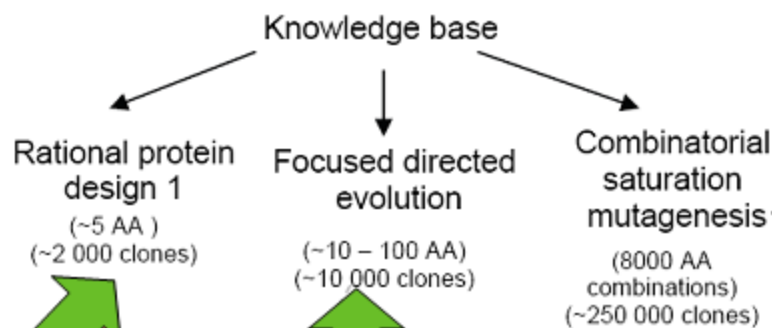 Knowledge base
Rational protein
design 1
(~5 AA )
(~2 000 clones)
Focused directed
evolution
(~10 – 100 AA)
(~10 000 clones)
Combinatorial
saturation
mutagenesis
(8000 AA
combinations)
(~250 000 clones)